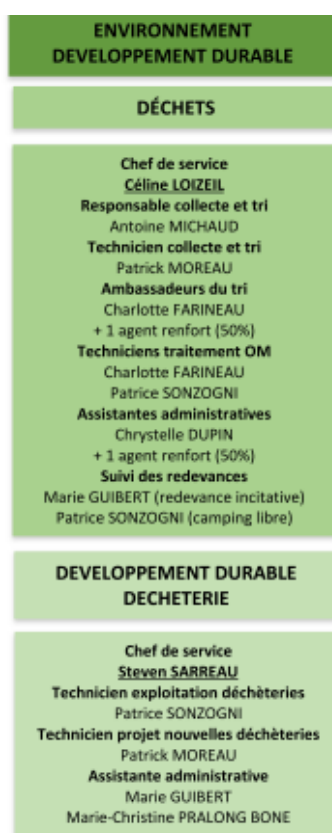 ENVIRONNEMENT
DEVELOPPEMENT DURABLE
DÉCHETS
Chef de service
Céline LOIZEIL
Responsable collecte et tri
Antoine MICHAUD
Technicien collecte et tri
Patrick MOREAU
Ambassadeurs du tri
Charlotte FARINEAU
+ 1 agent renfort (50%)
Techniciens traitement OM
Charlotte FARINEAU
Patrice SONZOGNI
Assistantes administratives
Chrystelle DUPIN
+ 1 agent renfort (50%)
Suivi des redevances
Marie GUIBERT (redevance incitative)
Patrice SONZOGNI (camping libre)
DEVELOPPEMENT DURABLE
DECHETERIE
Chef de service
Steven SARREAU
Technicien exploitation déchèteries
Patrice SONZOGNI
Technicien projet nouvelles déchèteries
Patrick MOREAU
Assistante administrative
Marie GUIBERT
Marie-Christine PRALONG BONE